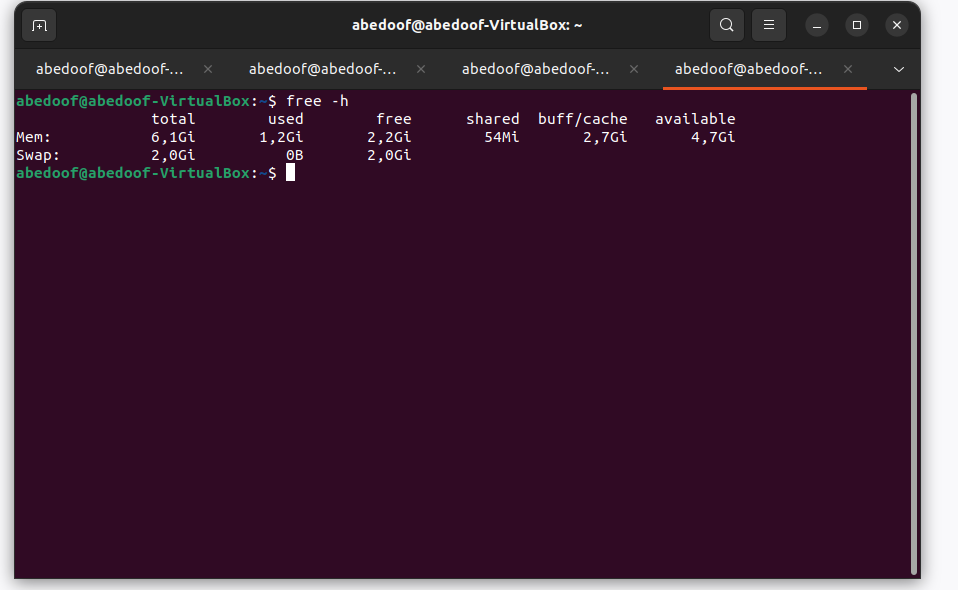 abedoof@abedoof-VirtualBox: ~
abedoof@abedoof-... abedoof@abedoof-... abedoof@abedoof-... abedoof@abedoof-...
abedoof@abedoof-VirtualBox:~$ free -h
               total        used        free      shared  buff/cache   available
Mem:           6,1Gi       1,2Gi       2,2Gi        54Mi       2,7Gi       4,7Gi
Swap:          2,0Gi          0B       2,0Gi
abedoof@abedoof-VirtualBox:~$